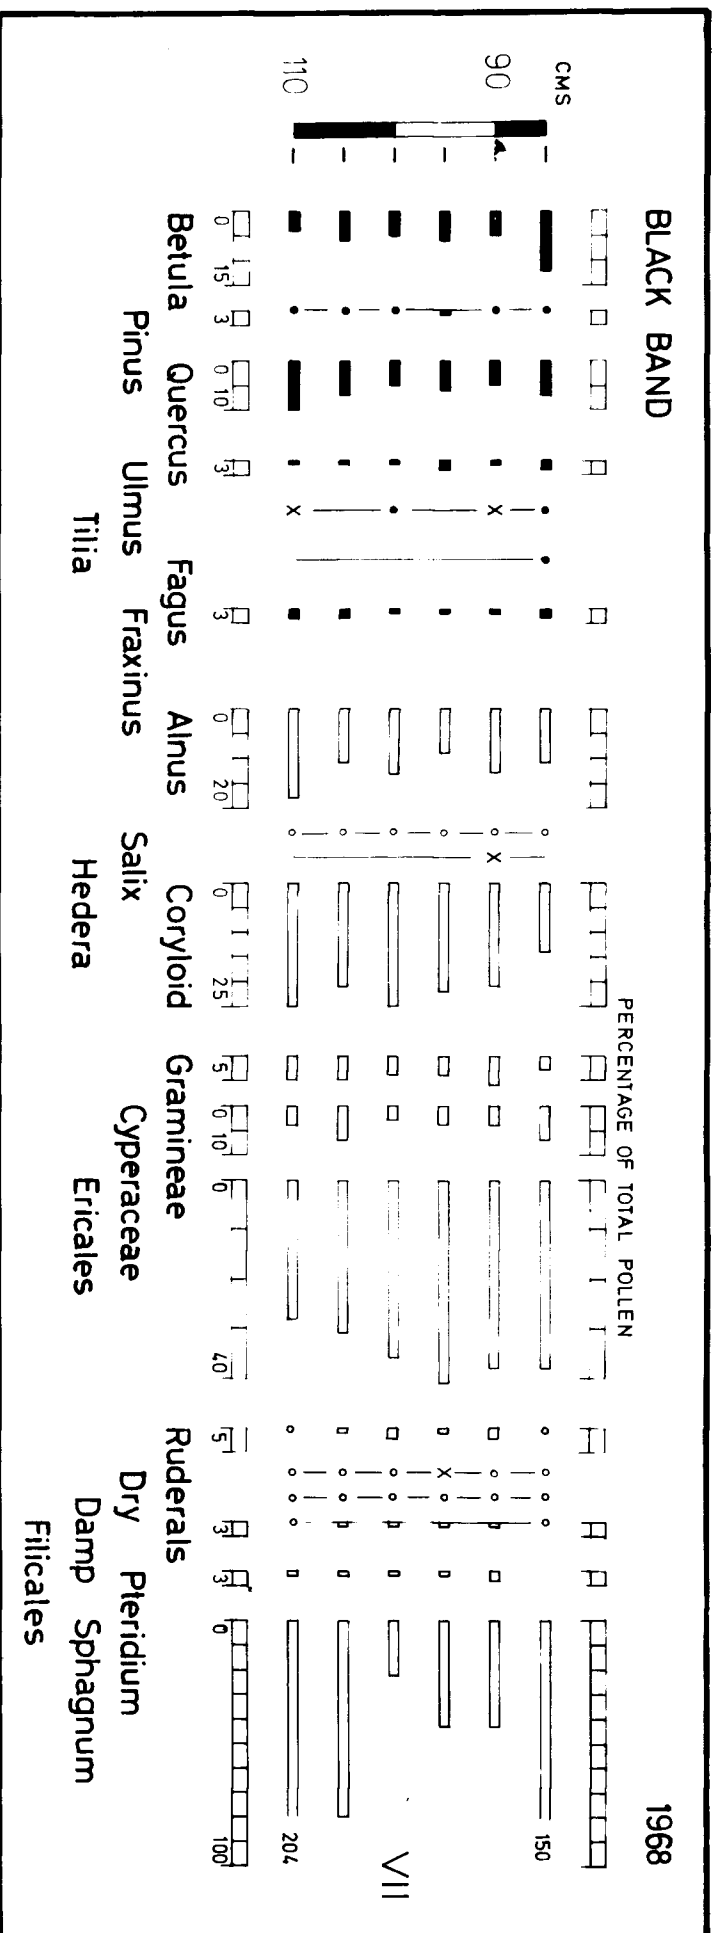 BLACK BAND
1968
CMS
PERCENTAGE OF TOTAL POLLEN
90
110
150
204
VII
0 15 3 0 10 3 3 0 20 0 25 5 0 10 0 40 5 3 3 0 100
Betula Quercus Fagus Alnus Coryloid Gramineae Ruderals
Pinus Ulmus Fraxinus Salix Cyperaceae Dry Pteridium
Tilia Hedera Ericales Damp Sphagnum
Filicales